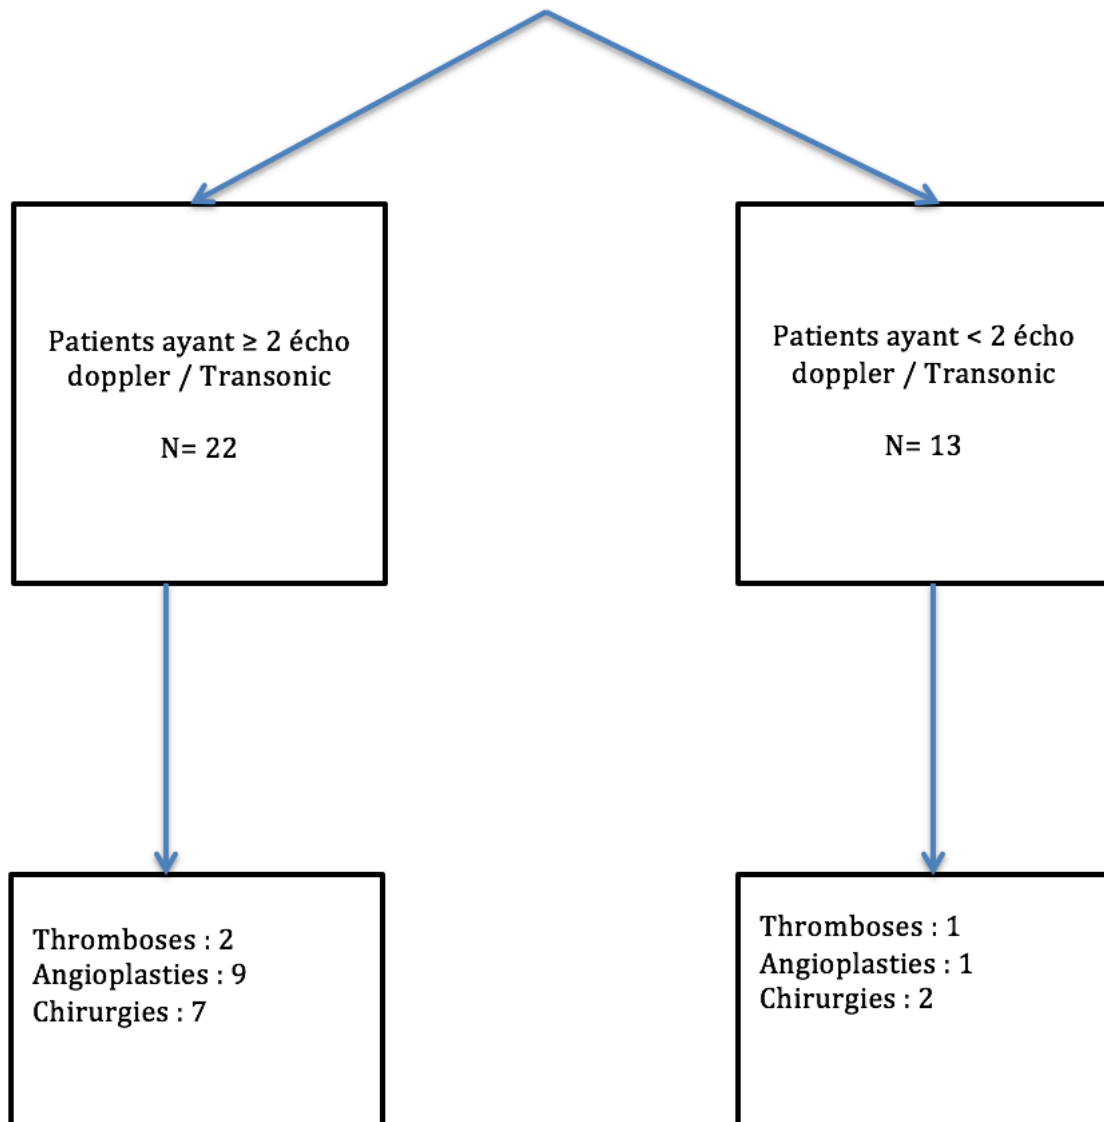 Patients ayant ≥ 2 écho
doppler / Transonic
N= 22
Patients ayant < 2 écho
doppler / Transonic
N= 13
Thromboses : 2
Angioplasties : 9
Chirurgies : 7
Thromboses : 1
Angioplasties : 1
Chirurgies : 2